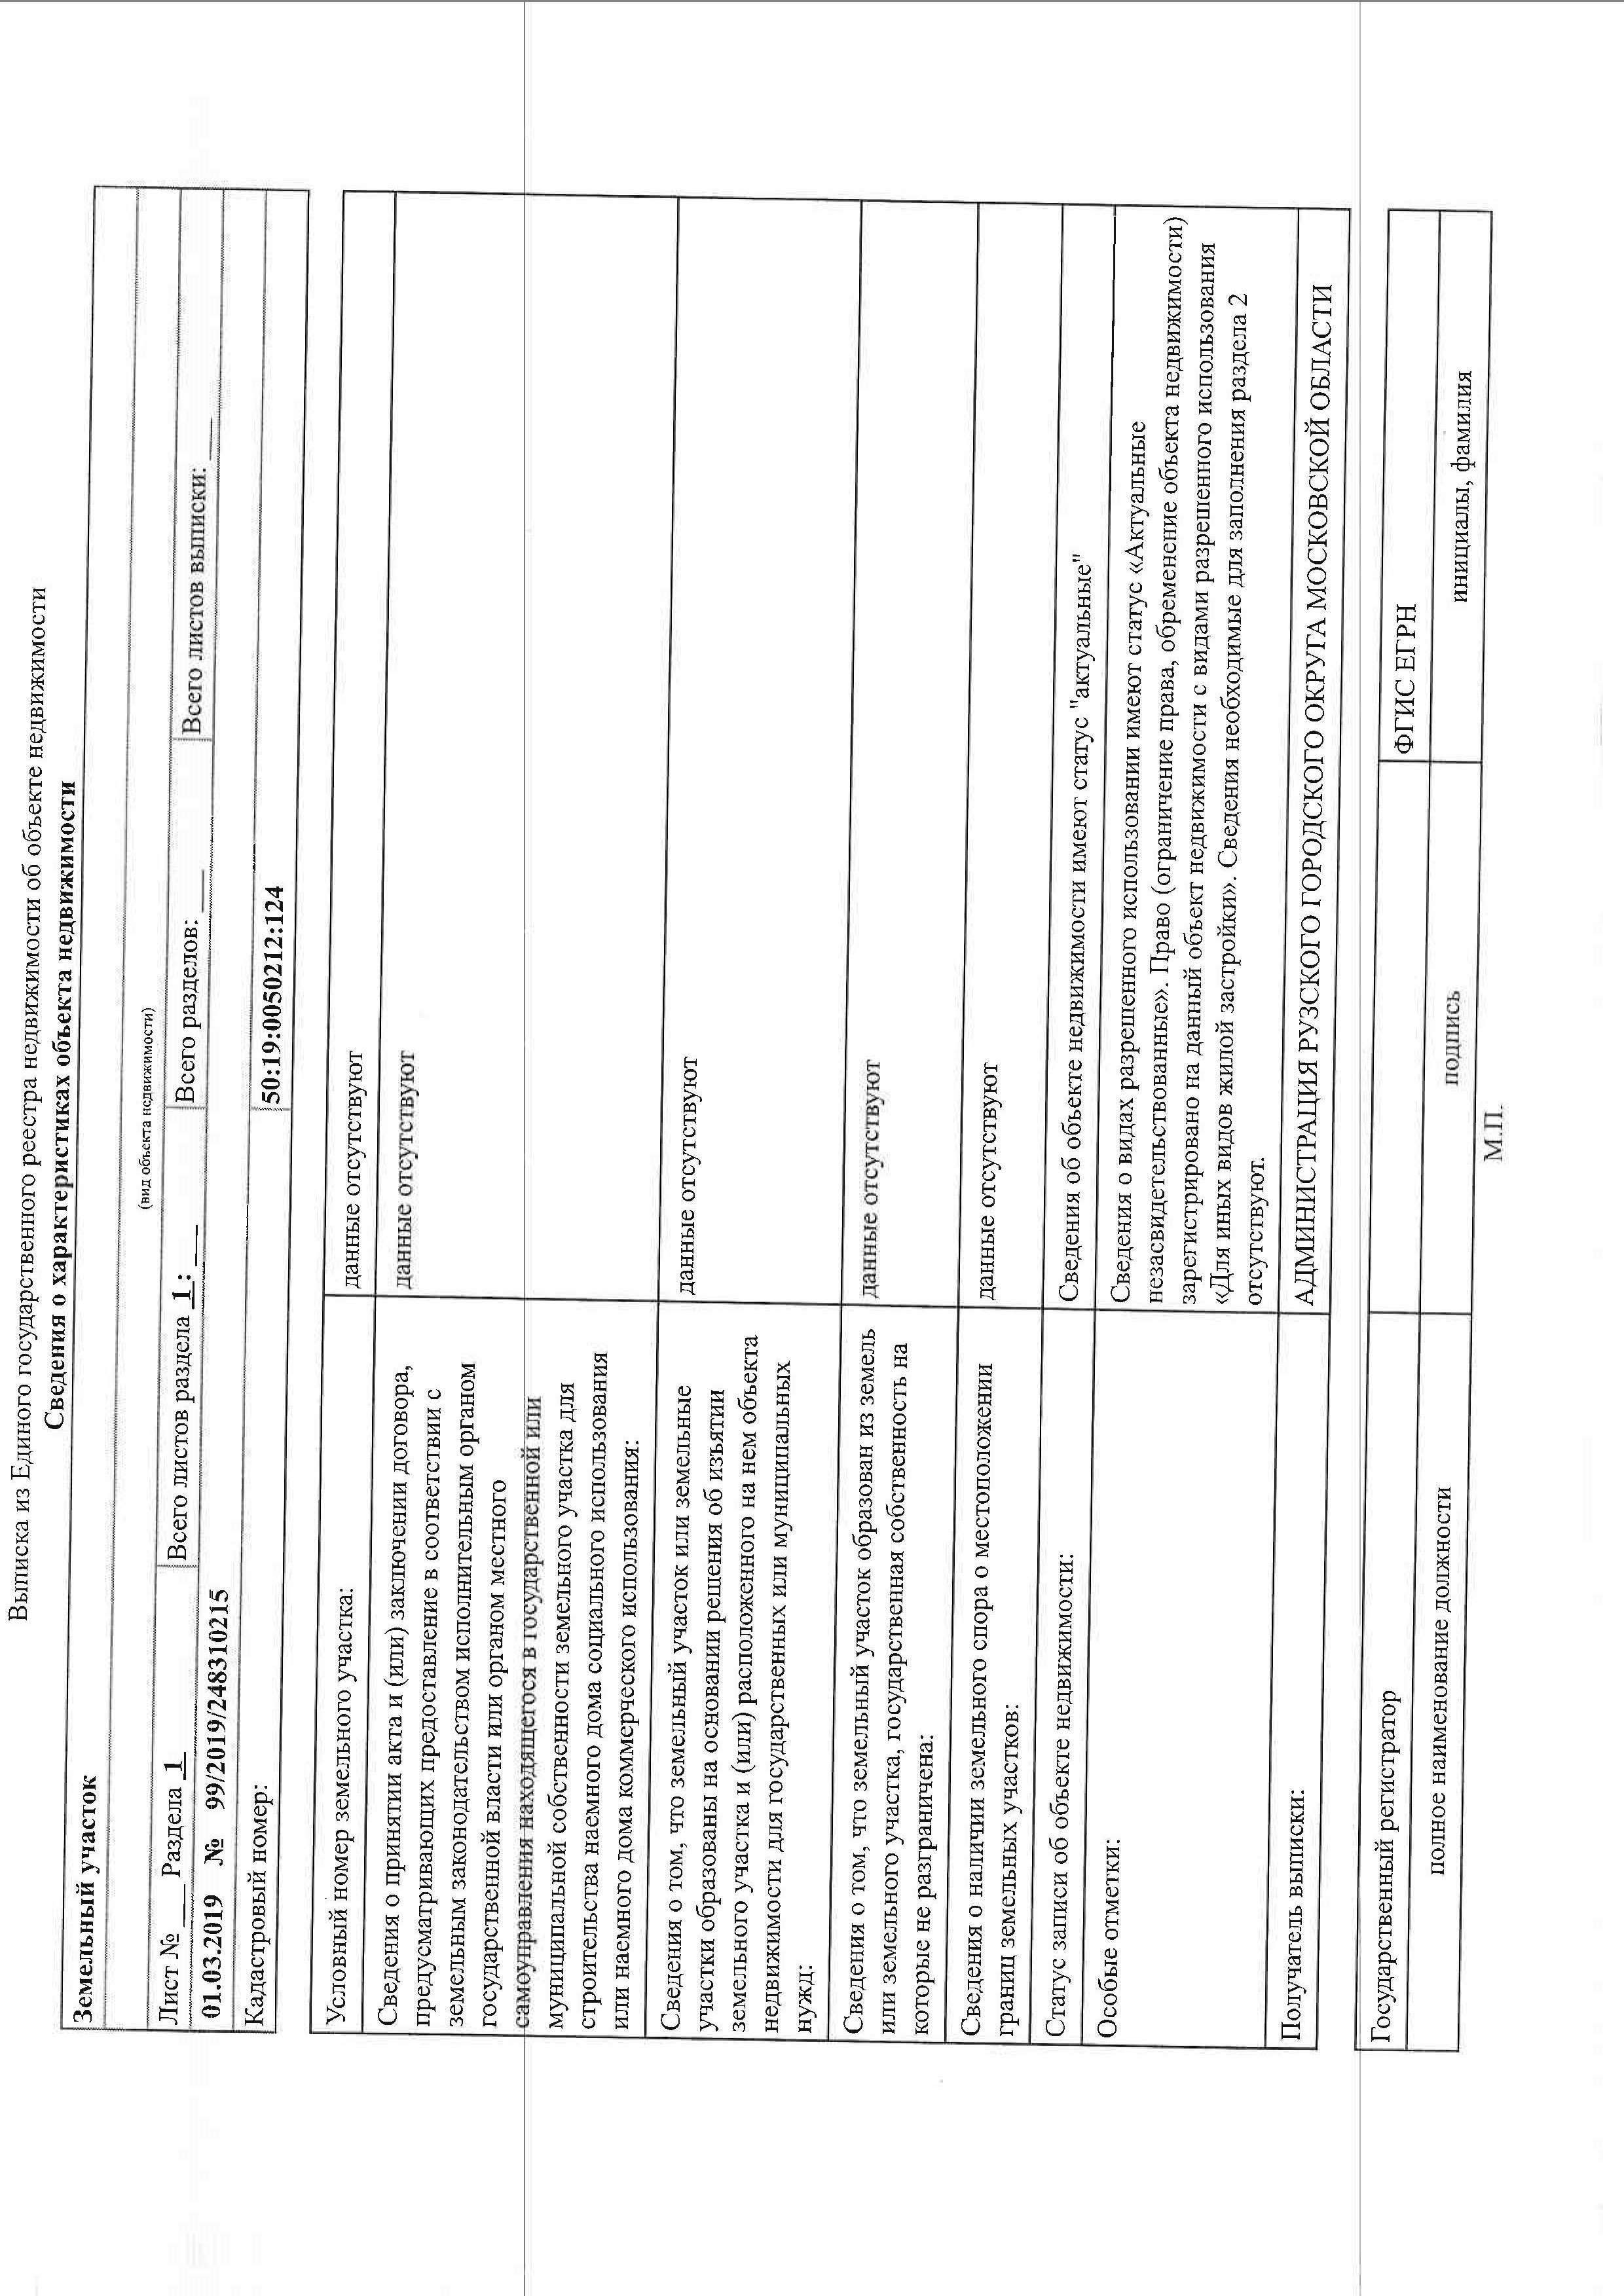 Выписка из Единого государственного реестра недвижимости об объекте недвижимости
Сведения о характеристиках объекта недвижимости
Земельный участок
(вид объекта недвижимости)
Лист № ___ Раздела 1
Всего листов раздела 1 : ___
Всего разделов: ___
Всего листов выписки: ___
01.03.2019 № 99/2019/248310215
Кадастровый номер:
50:19:0050212:124
Условный номер земельного участка:
данные отсутствуют
Сведения о принятии акта и (или) заключении договора,
предусматривающих предоставление в соответствии с
земельным законодательством исполнительным органом
государственной власти или органом местного
самоуправления находящегося в государственной или
муниципальной собственности земельного участка для
строительства наемного дома социального использования
или наемного дома коммерческого использования:
данные отсутствуют
Сведения о том, что земельный участок или земельные
участки образованы на основании решения об изъятии
земельного участка и (или) расположенного на нем объекта
недвижимости для государственных или муниципальных
нужд:
данные отсутствуют
Сведения о том, что земельный участок образован из земель
или земельного участка, государственная собственность на
которые не разграничена:
данные отсутствуют
Сведения о наличии земельного спора о местоположении
границ земельных участков:
данные отсутствуют
Статус записи об объекте недвижимости:
Сведения об объекте недвижимости имеют статус "актуальные"
Особые отметки:
Сведения о видах разрешенного использовании имеют статус «Актуальные
незасвидетельствованные». Право (ограничение права, обременение объекта недвижимости)
зарегистрировано на данный объект недвижимости с видами разрешенного использования
«Для иных видов жилой застройки». Сведения необходимые для заполнения раздела 2
отсутствуют.
Получатель выписки:
АДМИНИСТРАЦИЯ РУЗСКОГО ГОРОДСКОГО ОКРУГА МОСКОВСКОЙ ОБЛАСТИ
Государственный регистратор
ФГИС ЕГРН
полное наименование должности
подпись
инициалы, фамилия
М.П.